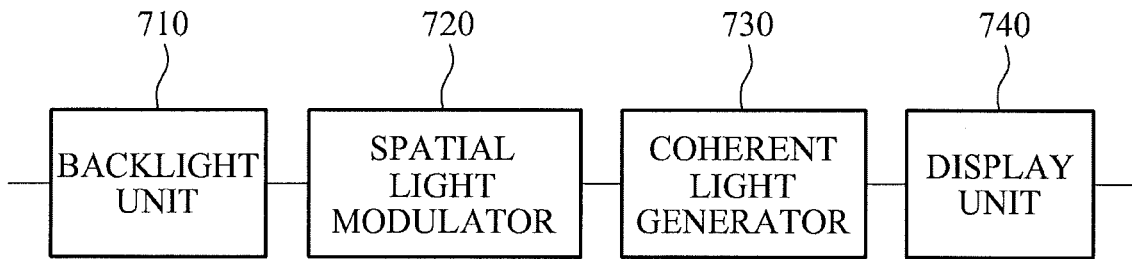 710
720
730
740
BACKLIGHT
UNIT
SPATIAL
LIGHT
MODULATOR
COHERENT
LIGHT
GENERATOR
DISPLAY
UNIT